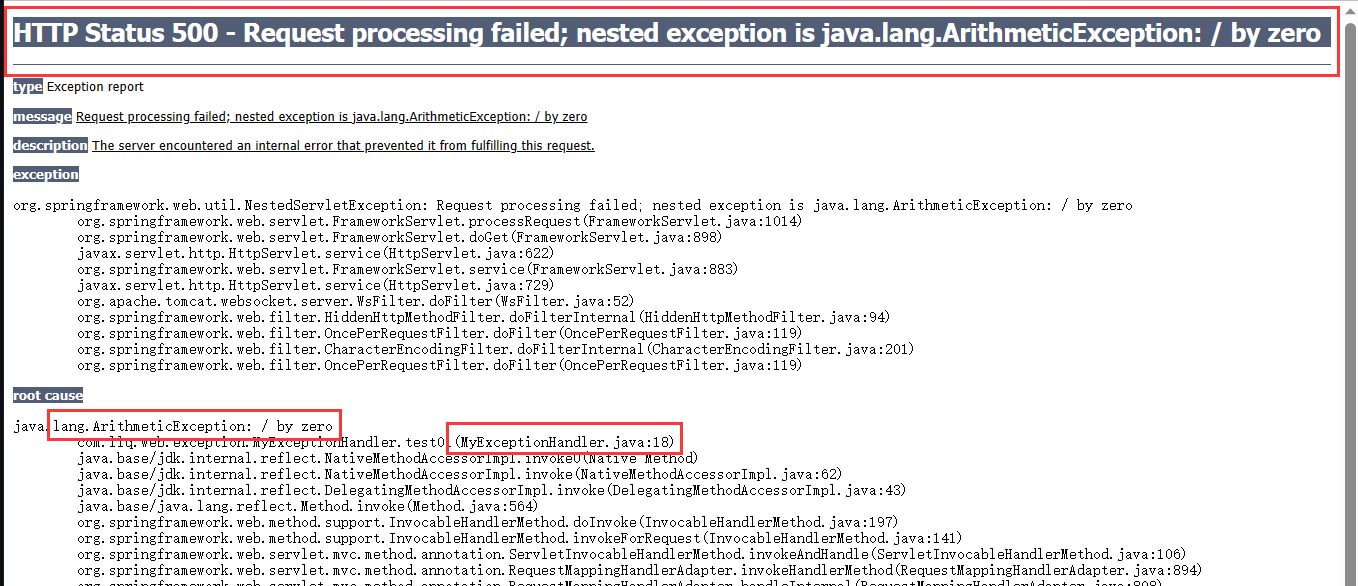 HTTP Status 500 - Request processing failed; nested exception is java.lang.ArithmeticException: / by zero
type Exception report
message Request processing failed; nested exception is java.lang.ArithmeticException: / by zero
description The server encountered an internal error that prevented it from fulfilling this request.
exception
org.springframework.web.util.NestedServletException: Request processing failed; nested exception is java.lang.ArithmeticException: / by zero
org.springframework.web.servlet.FrameworkServlet.processRequest(FrameworkServlet.java:1014)
org.springframework.web.servlet.FrameworkServlet.doGet(FrameworkServlet.java:898)
javax.servlet.http.HttpServlet.service(HttpServlet.java:622)
org.springframework.web.servlet.FrameworkServlet.service(FrameworkServlet.java:883)
javax.servlet.http.HttpServlet.service(HttpServlet.java:729)
org.apache.tomcat.websocket.server.WsFilter.doFilter(WsFilter.java:52)
org.springframework.web.filter.HiddenHttpMethodFilter.doFilterInternal(HiddenHttpMethodFilter.java:94)
org.springframework.web.filter.OncePerRequestFilter.doFilter(OncePerRequestFilter.java:119)
org.springframework.web.filter.CharacterEncodingFilter.doFilterInternal(CharacterEncodingFilter.java:201)
org.springframework.web.filter.OncePerRequestFilter.doFilter(OncePerRequestFilter.java:119)
root cause
java.lang.ArithmeticException: / by zero
com.llq.web.exception.MyExceptionHandler.test01(MyExceptionHandler.java:18)
java.base/jdk.internal.reflect.NativeMethodAccessorImpl.invoke0(Native Method)
java.base/jdk.internal.reflect.NativeMethodAccessorImpl.invoke(NativeMethodAccessorImpl.java:62)
java.base/jdk.internal.reflect.DelegatingMethodAccessorImpl.invoke(DelegatingMethodAccessorImpl.java:43)
java.base/java.lang.reflect.Method.invoke(Method.java:564)
org.springframework.web.method.support.InvocableHandlerMethod.doInvoke(InvocableHandlerMethod.java:197)
org.springframework.web.method.support.InvocableHandlerMethod.invokeForRequest(InvocableHandlerMethod.java:141)
org.springframework.web.servlet.mvc.method.annotation.ServletInvocableHandlerMethod.invokeAndHandle(ServletInvocableHandlerMethod.java:106)
org.springframework.web.servlet.mvc.method.annotation.RequestMappingHandlerAdapter.invokeHandlerMethod(RequestMappingHandlerAdapter.java:894)